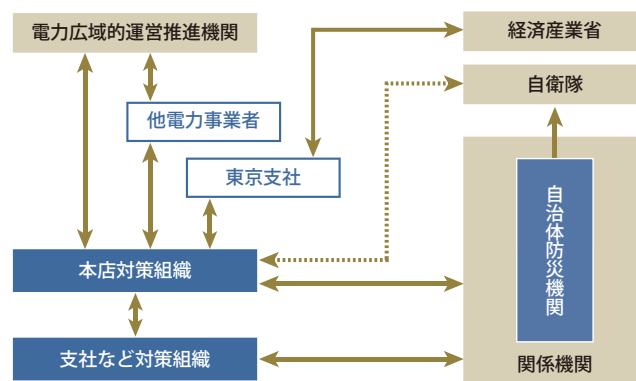 電力広域的運営推進機関
経済産業省
自衛隊
他電力事業者
東京支社
自治体防災機関
本店対策組織
支社など対策組織
関係機関